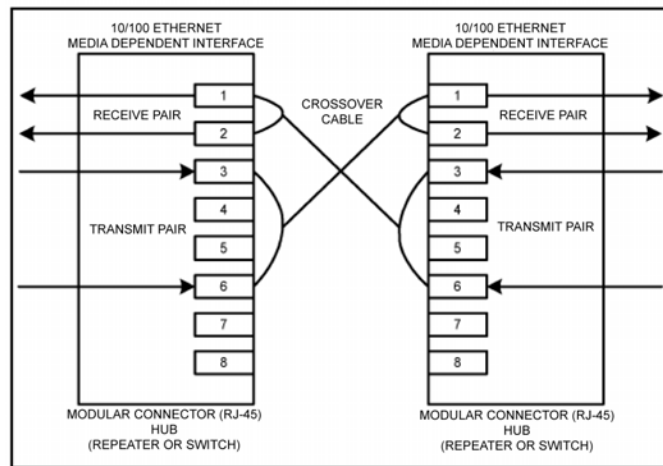 10/100 ETHERNET
MEDIA DEPENDENT INTERFACE
1
RECEIVE PAIR
2
3
4
TRANSMIT PAIR
5
6
7
8
MODULAR CONNECTOR (RJ-45)
HUB
(REPEATER OR SWITCH)
CROSSOVER
CABLE
10/100 ETHERNET
MEDIA DEPENDENT INTERFACE
1
RECEIVE PAIR
2
3
4
TRANSMIT PAIR
5
6
7
8
MODULAR CONNECTOR (RJ-45)
HUB
(REPEATER OR SWITCH)